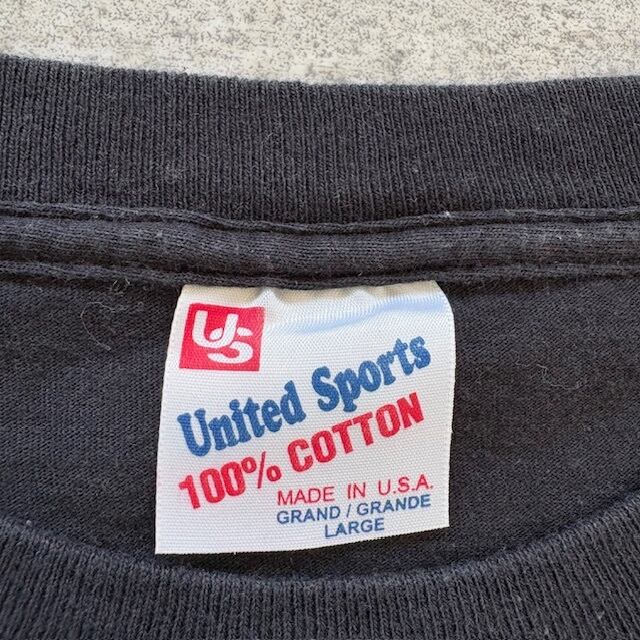 US
United Sports
100% COTTON
MADE IN U.S.A.
GRAND / GRANDE
LARGE